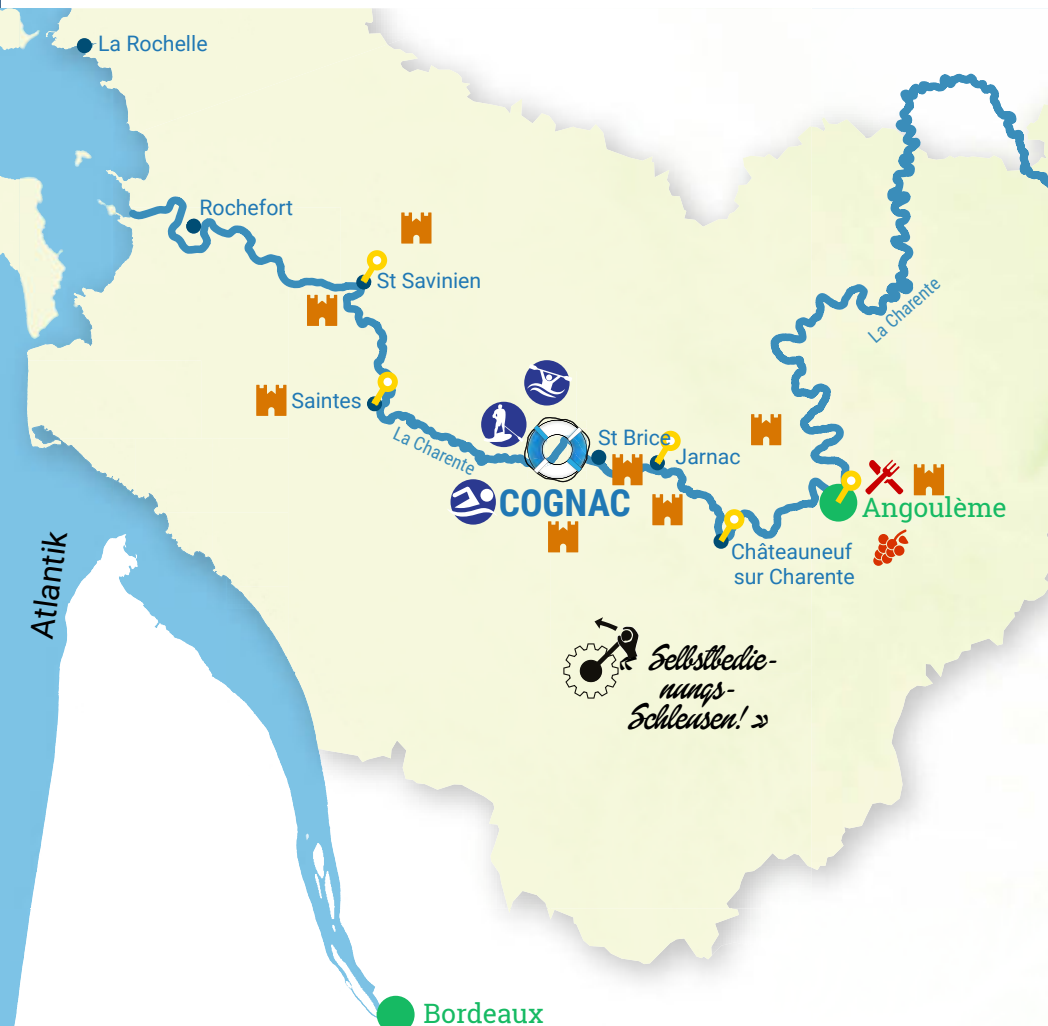 La Rochelle
Rochefort
St Savinien
La Charente
Saintes
La Charente
St Brice
Jarnac
COGNAC
Angoulème
Châteauneuf
sur Charente
Atlantik
Selbstbedie-
nungs-
Schleusen! »
Bordeaux